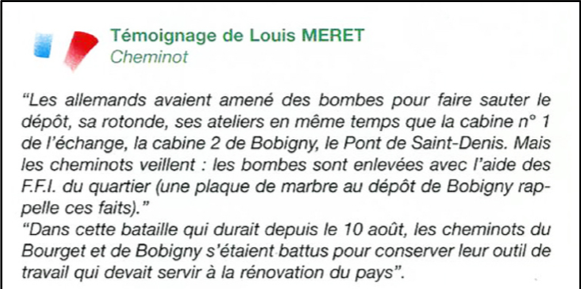 Témoignage de Louis MERET
Cheminot
“Les allemands avaient amené des bombes pour faire sauter le
dépôt, sa rotonde, ses ateliers en même temps que la cabine n° 1
de l’échange, la cabine 2 de Bobigny, le Pont de Saint-Denis. Mais
les cheminots veillent : les bombes sont enlevées avec l’aide des
F.F.I. du quartier (une plaque de marbre au dépôt de Bobigny rap-
pelle ces faits).”
“Dans cette bataille qui durait depuis le 10 août, les cheminots du
Bourget et de Bobigny s’étaient battus pour conserver leur outil de
travail qui devait servir à la rénovation du pays”.